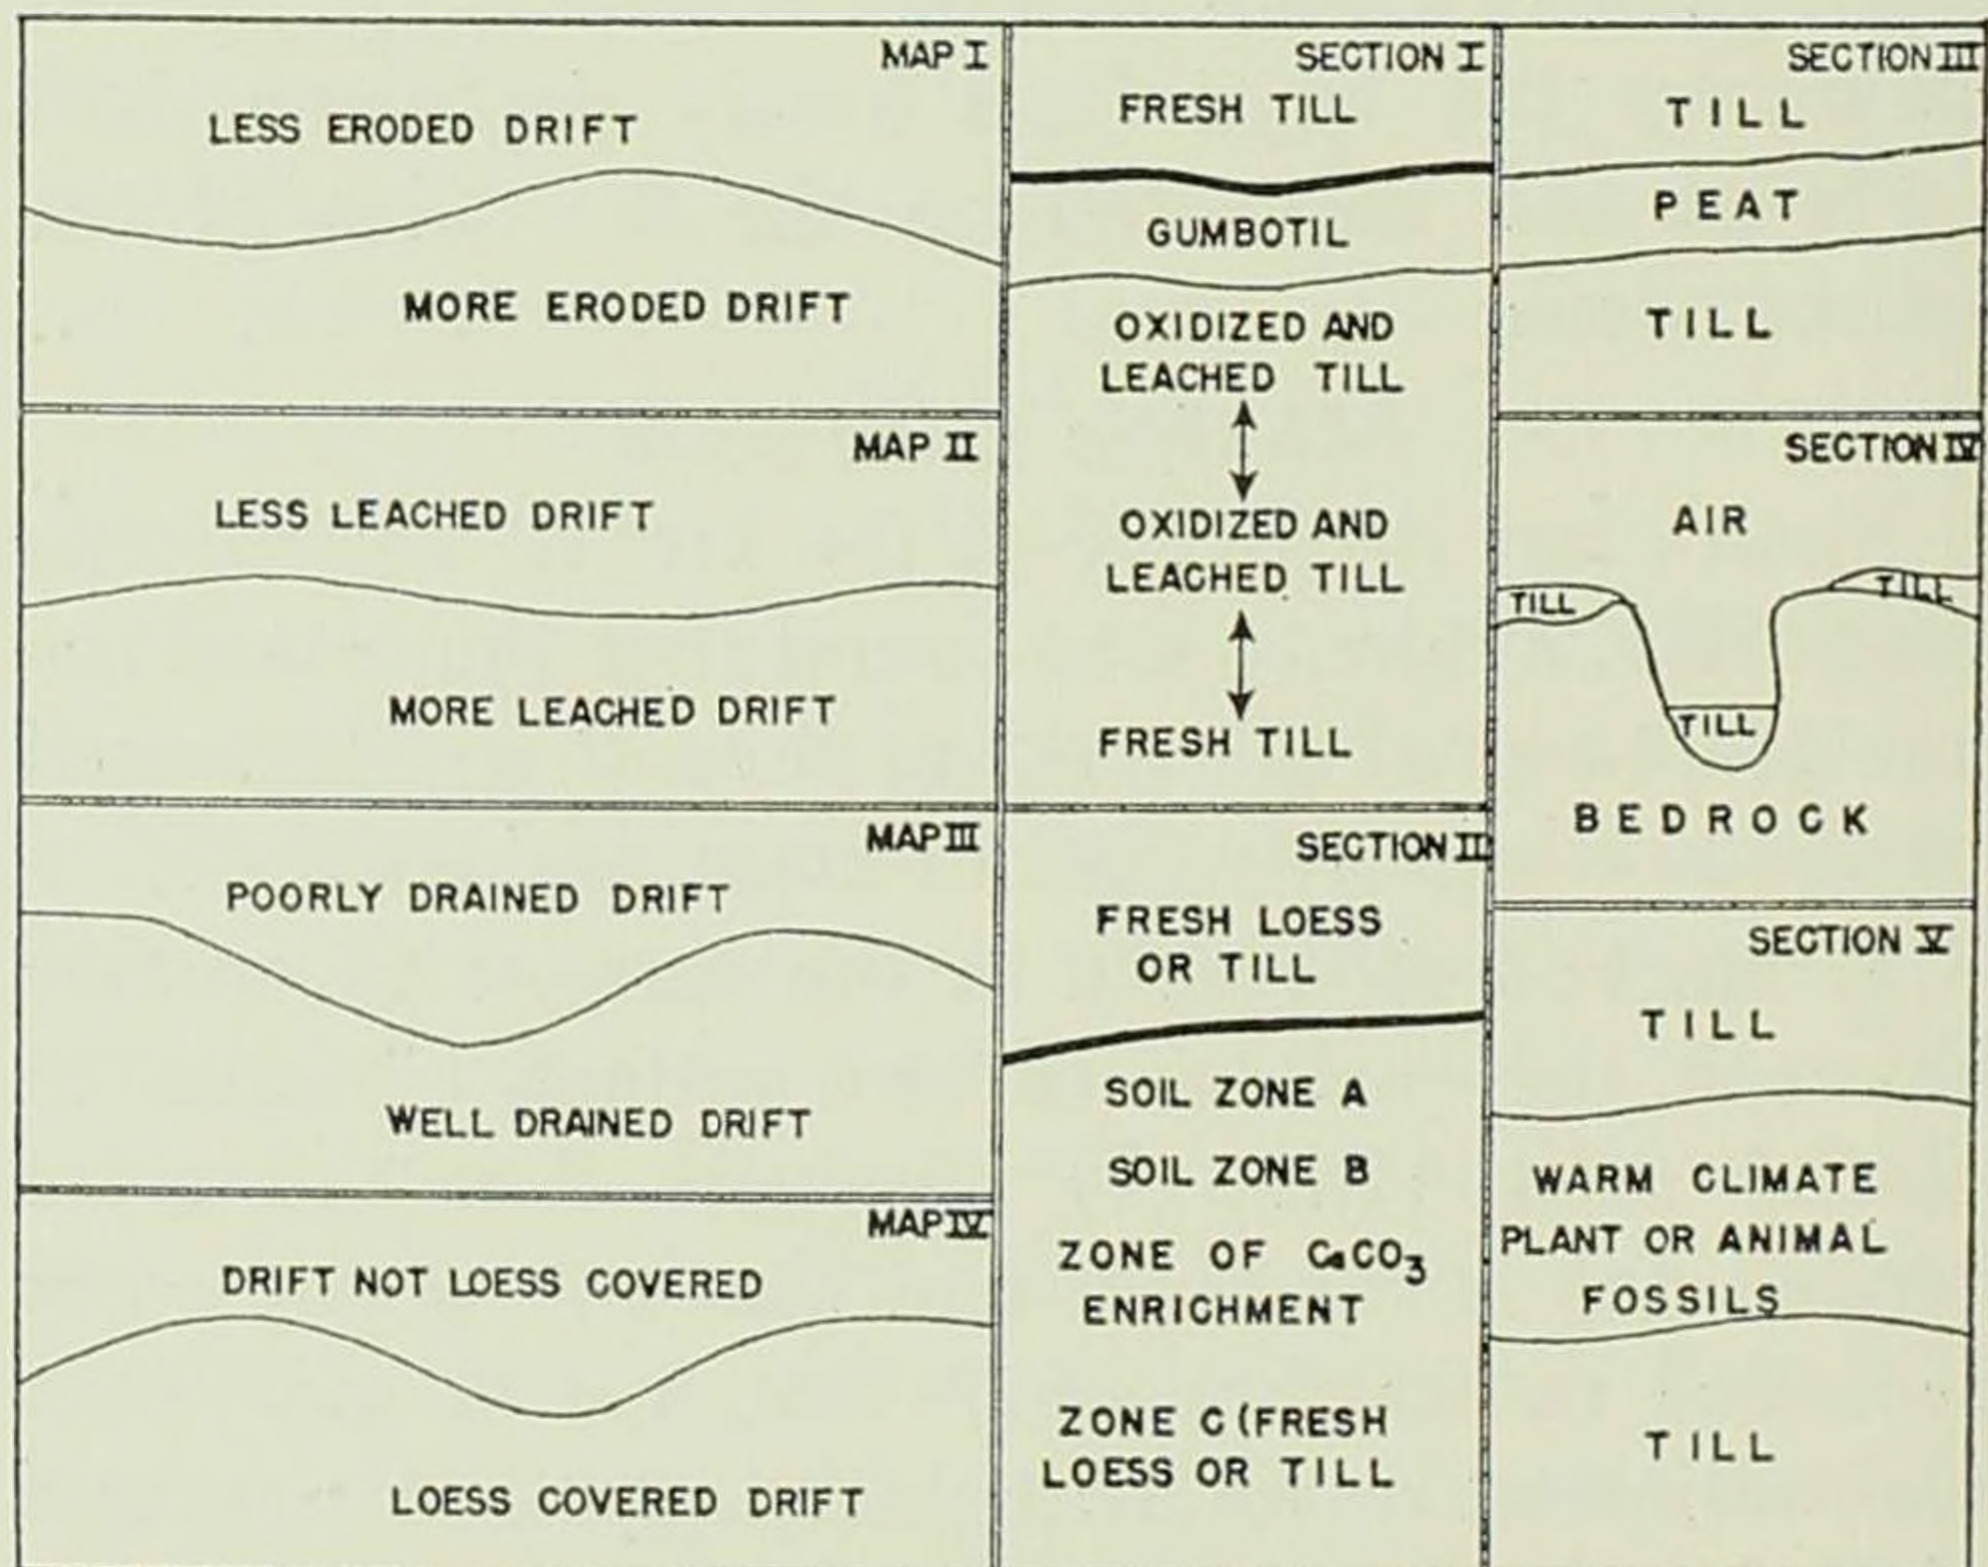 MAP I
LESS ERODED DRIFT
MORE ERODED DRIFT
MAP II
LESS LEACHED DRIFT
MORE LEACHED DRIFT
MAP III
POORLY DRAINED DRIFT
WELL DRAINED DRIFT
MAP IV
DRIFT NOT LOESS COVERED
LOESS COVERED DRIFT
SECTION I
FRESH TILL
GUMBOTIL
OXIDIZED AND
LEACHED TILL
OXIDIZED AND
LEACHED TILL
FRESH TILL
SECTION II
FRESH LOESS
OR TILL
SOIL ZONE A
SOIL ZONE B
ZONE OF CaCO3
ENRICHMENT
ZONE C (FRESH
LOESS OR TILL
SECTION III
TILL
PEAT
TILL
SECTION IV
AIR
TILL
TILL
TILL
BEDROCK
SECTION V
TILL
WARM CLIMATE
PLANT OR ANIMAL
FOSSILS
TILL